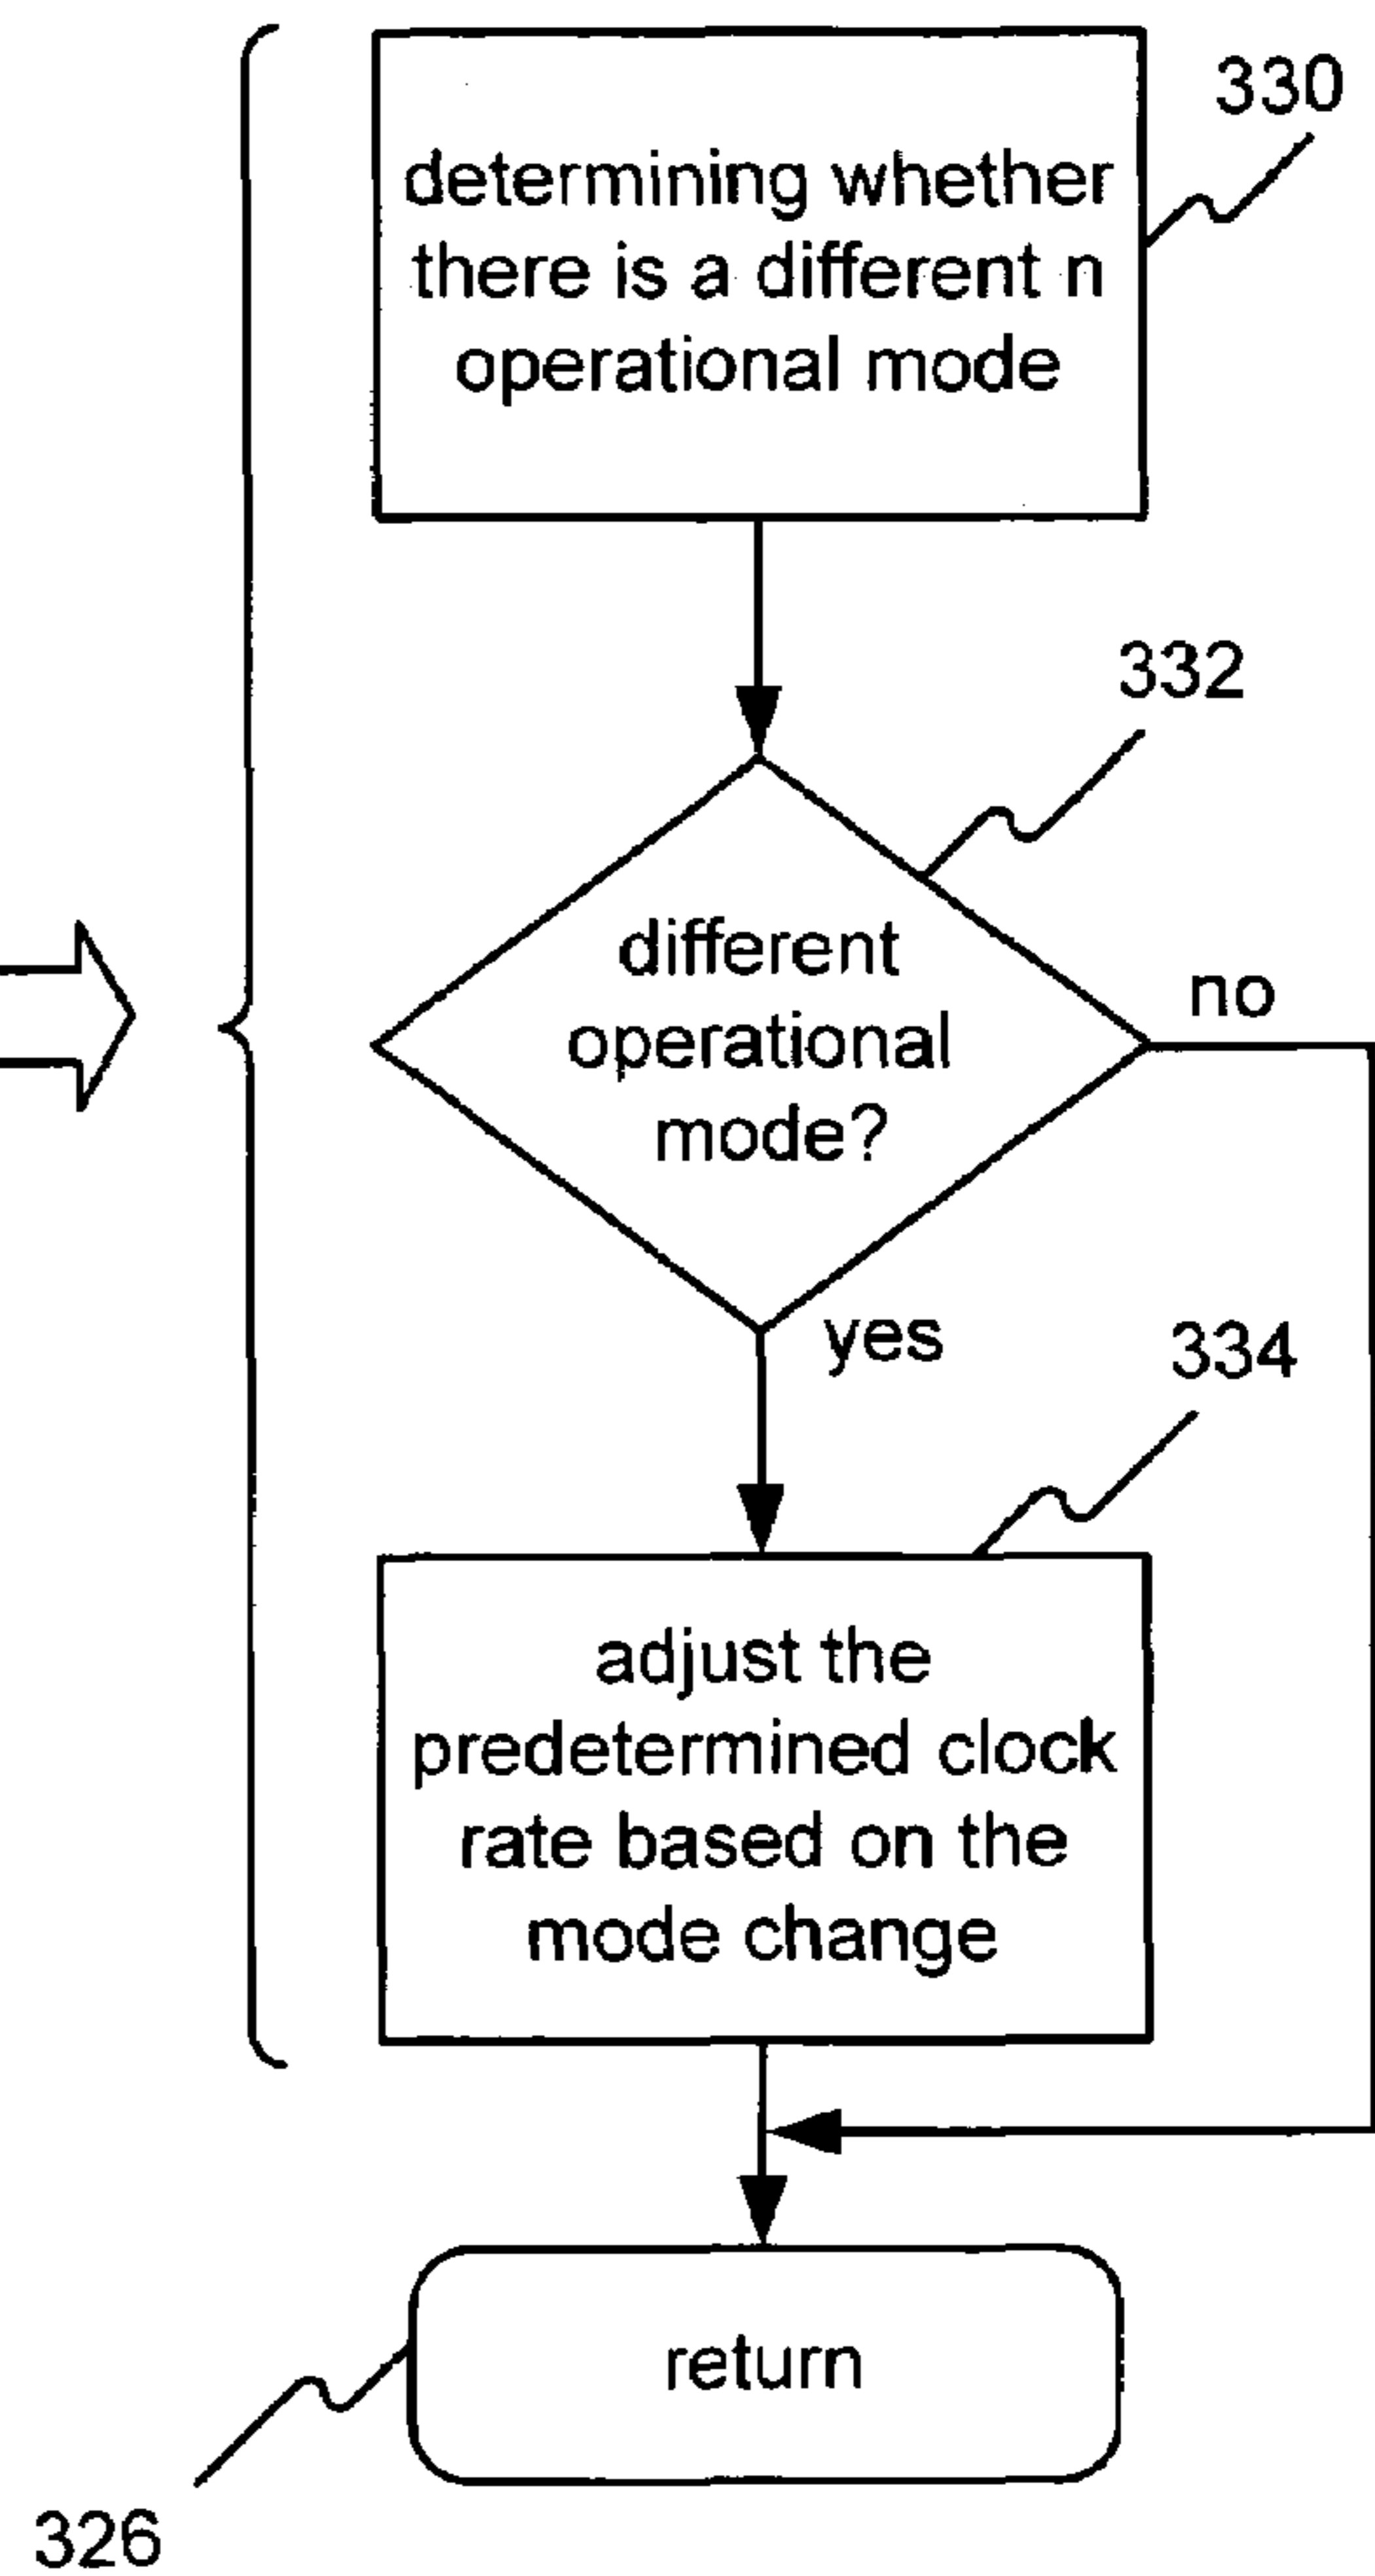 330
determining whether
there is a different n
operational mode
332
different
operational
mode?
no
yes
334
adjust the
predetermined clock
rate based on the
mode change
return
326